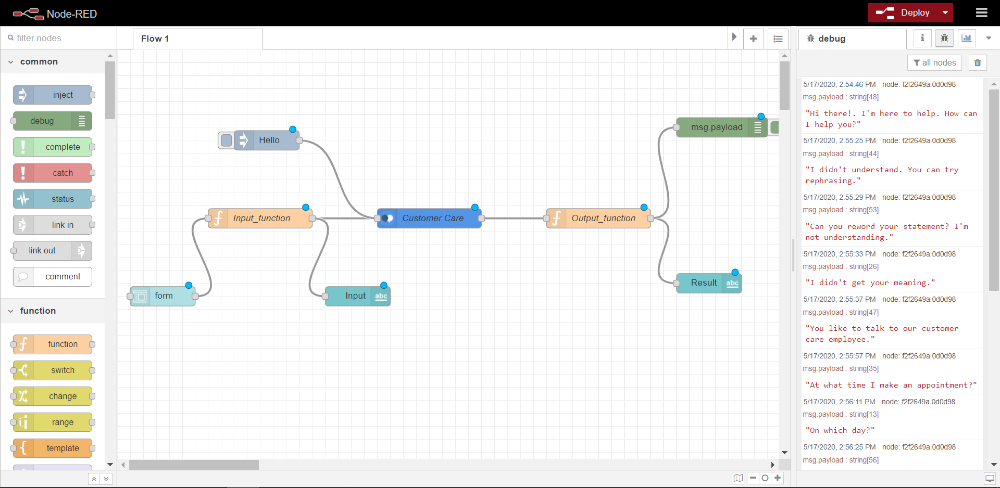 Node-RED
Deploy
filter nodes
Flow 1
debug
all nodes
common
inject
debug
complete
catch
status
link in
link out
comment
function
function
switch
change
range
template
Hello
Input_function
form
Input
abc
Customer Care
Output_function
msg.payload
Result
abc
5/17/2020, 2:54:46 PM node: f2f2649a.0d0d98
msg.payload : string[48]
"Hi there!. I'm here to help. How can
I help you?"
5/17/2020, 2:55:25 PM node: f2f2649a.0d0d98
msg.payload : string[44]
"I didn't understand. You can try
rephrasing."
5/17/2020, 2:55:29 PM node: f2f2649a.0d0d98
msg.payload : string[53]
"Can you reword your statement? I'm
not understanding."
5/17/2020, 2:55:33 PM node: f2f2649a.0d0d98
msg.payload : string[26]
"I didn't get your meaning."
5/17/2020, 2:55:37 PM node: f2f2649a.0d0d98
msg.payload : string[47]
"You like to talk to our customer
care employee."
5/17/2020, 2:55:57 PM node: f2f2649a.0d0d98
msg.payload : string[35]
"At what time I make an appointment?"
5/17/2020, 2:56:11 PM node: f2f2649a.0d0d98
msg.payload : string[13]
"On which day?"
5/17/2020, 2:56:25 PM node: f2f2649a.0d0d98
msg.payload : string[56]